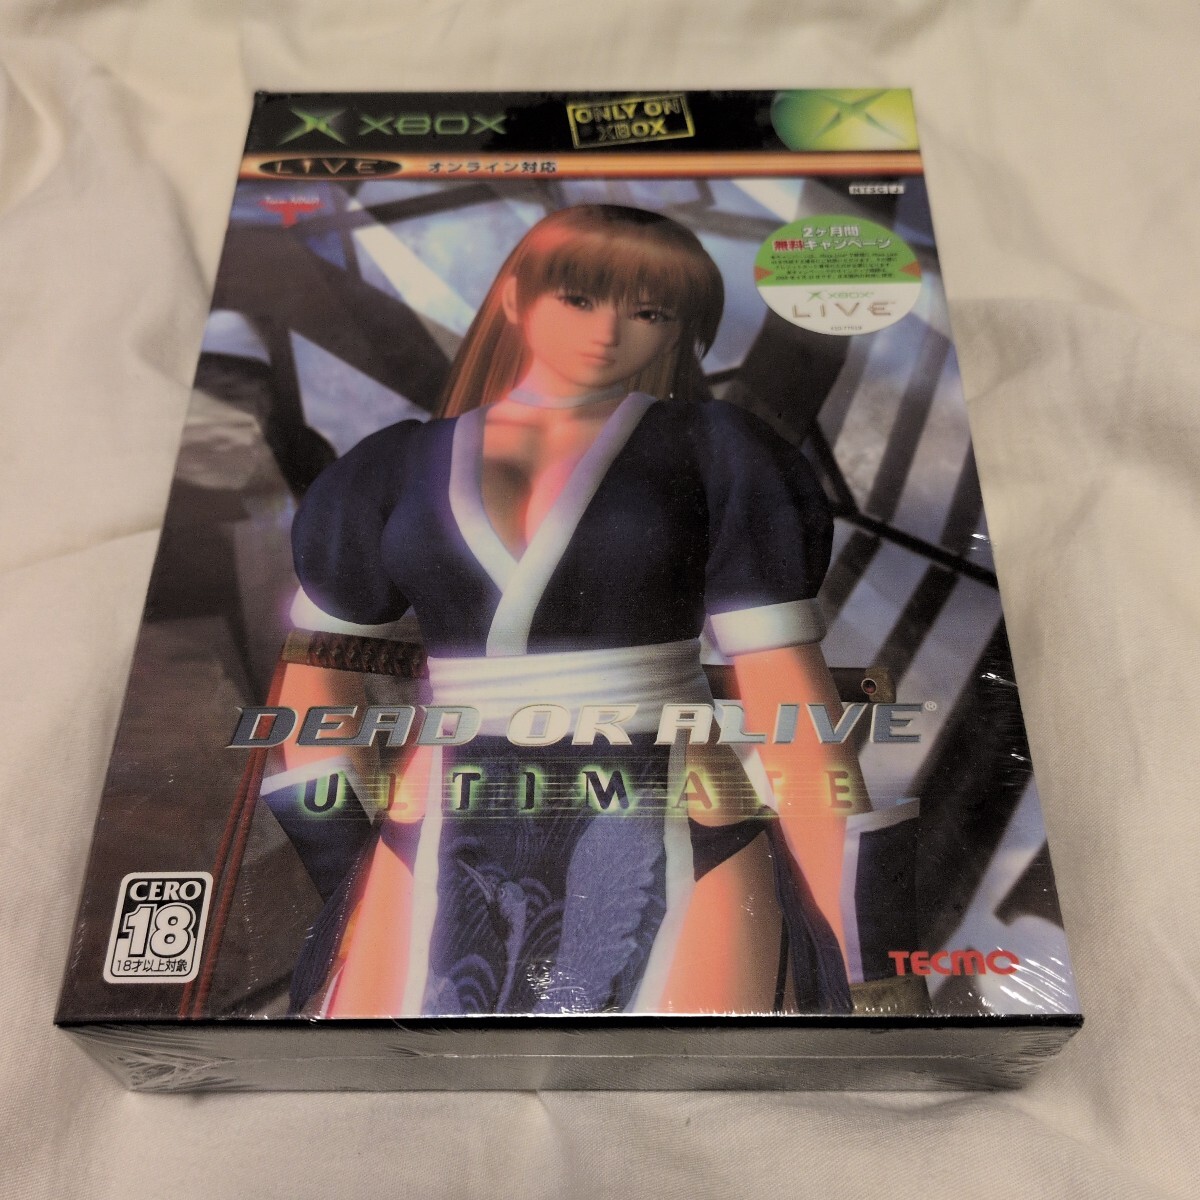 XBOX
ONLY ON
XBOX
LIVE
オンライン対応
NTSC J
2ヶ月間
無料キャンペーン
XBOX
LIVE
DEAD OR ALIVE®
ULTIMATE
CERO
18
18才以上対象
TECMO